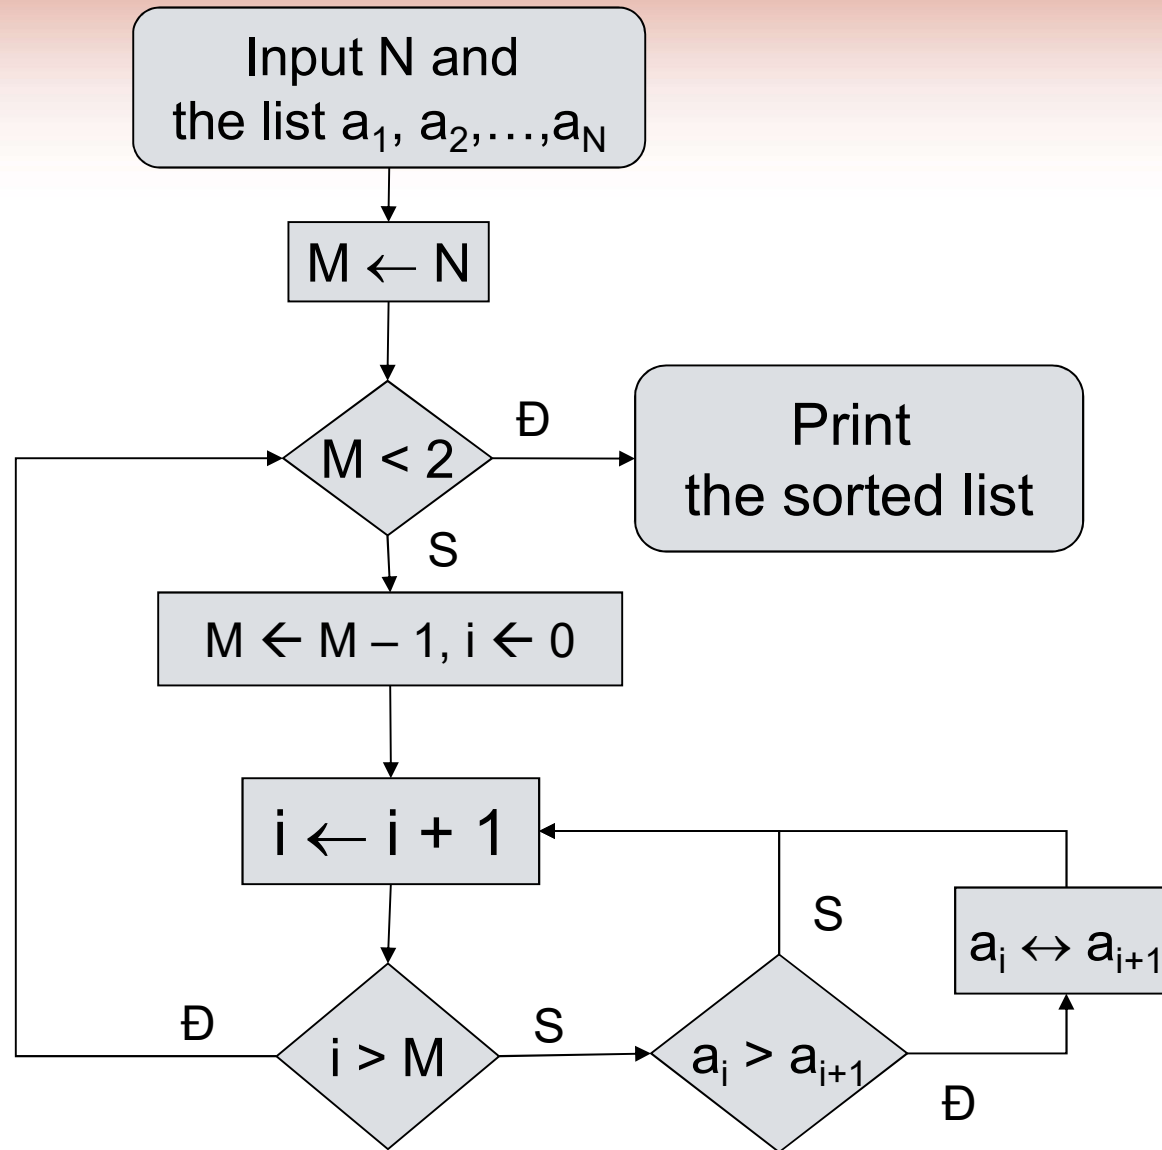 Input N and
the list a₁, a₂,…,aN
M ← N
M < 2
Đ
Print
the sorted list
S
M ← M – 1, i ← 0
i ← i + 1
S
aᵢ ↔ aᵢ₊₁
Đ
i > M
S
aᵢ > aᵢ₊₁
Đ